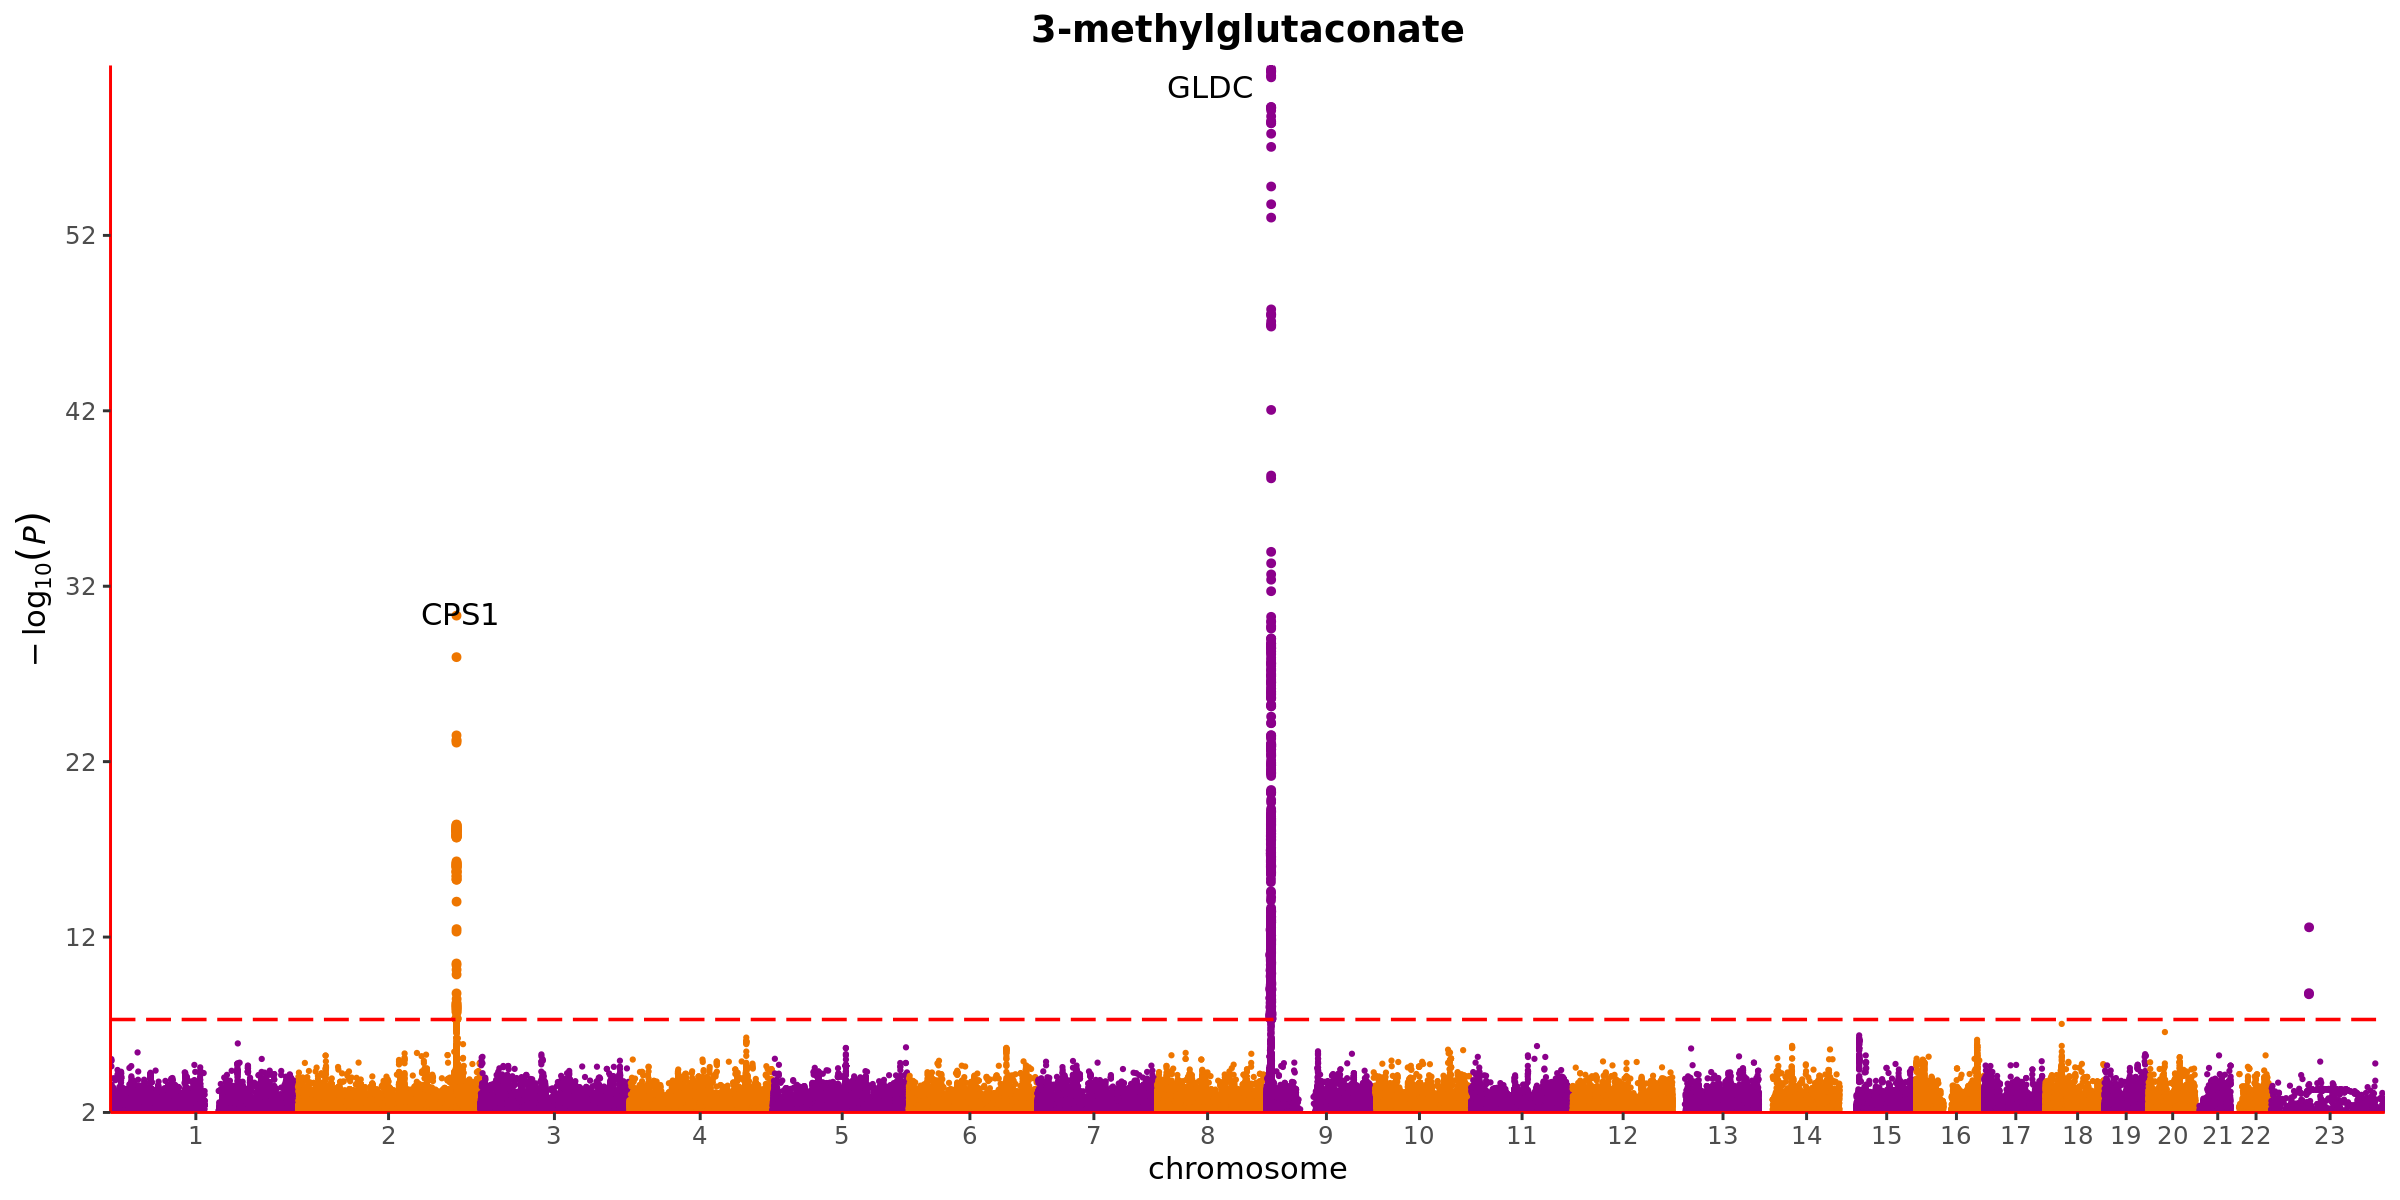 3-methylglutaconate
GLDC
52
42
− log10(P)
32
CPS1
22
12
2
1 2 3 4 5 6 7 8 9 10 11 12 13 14 15 16 17 18 19 20 21 22 23
chromosome